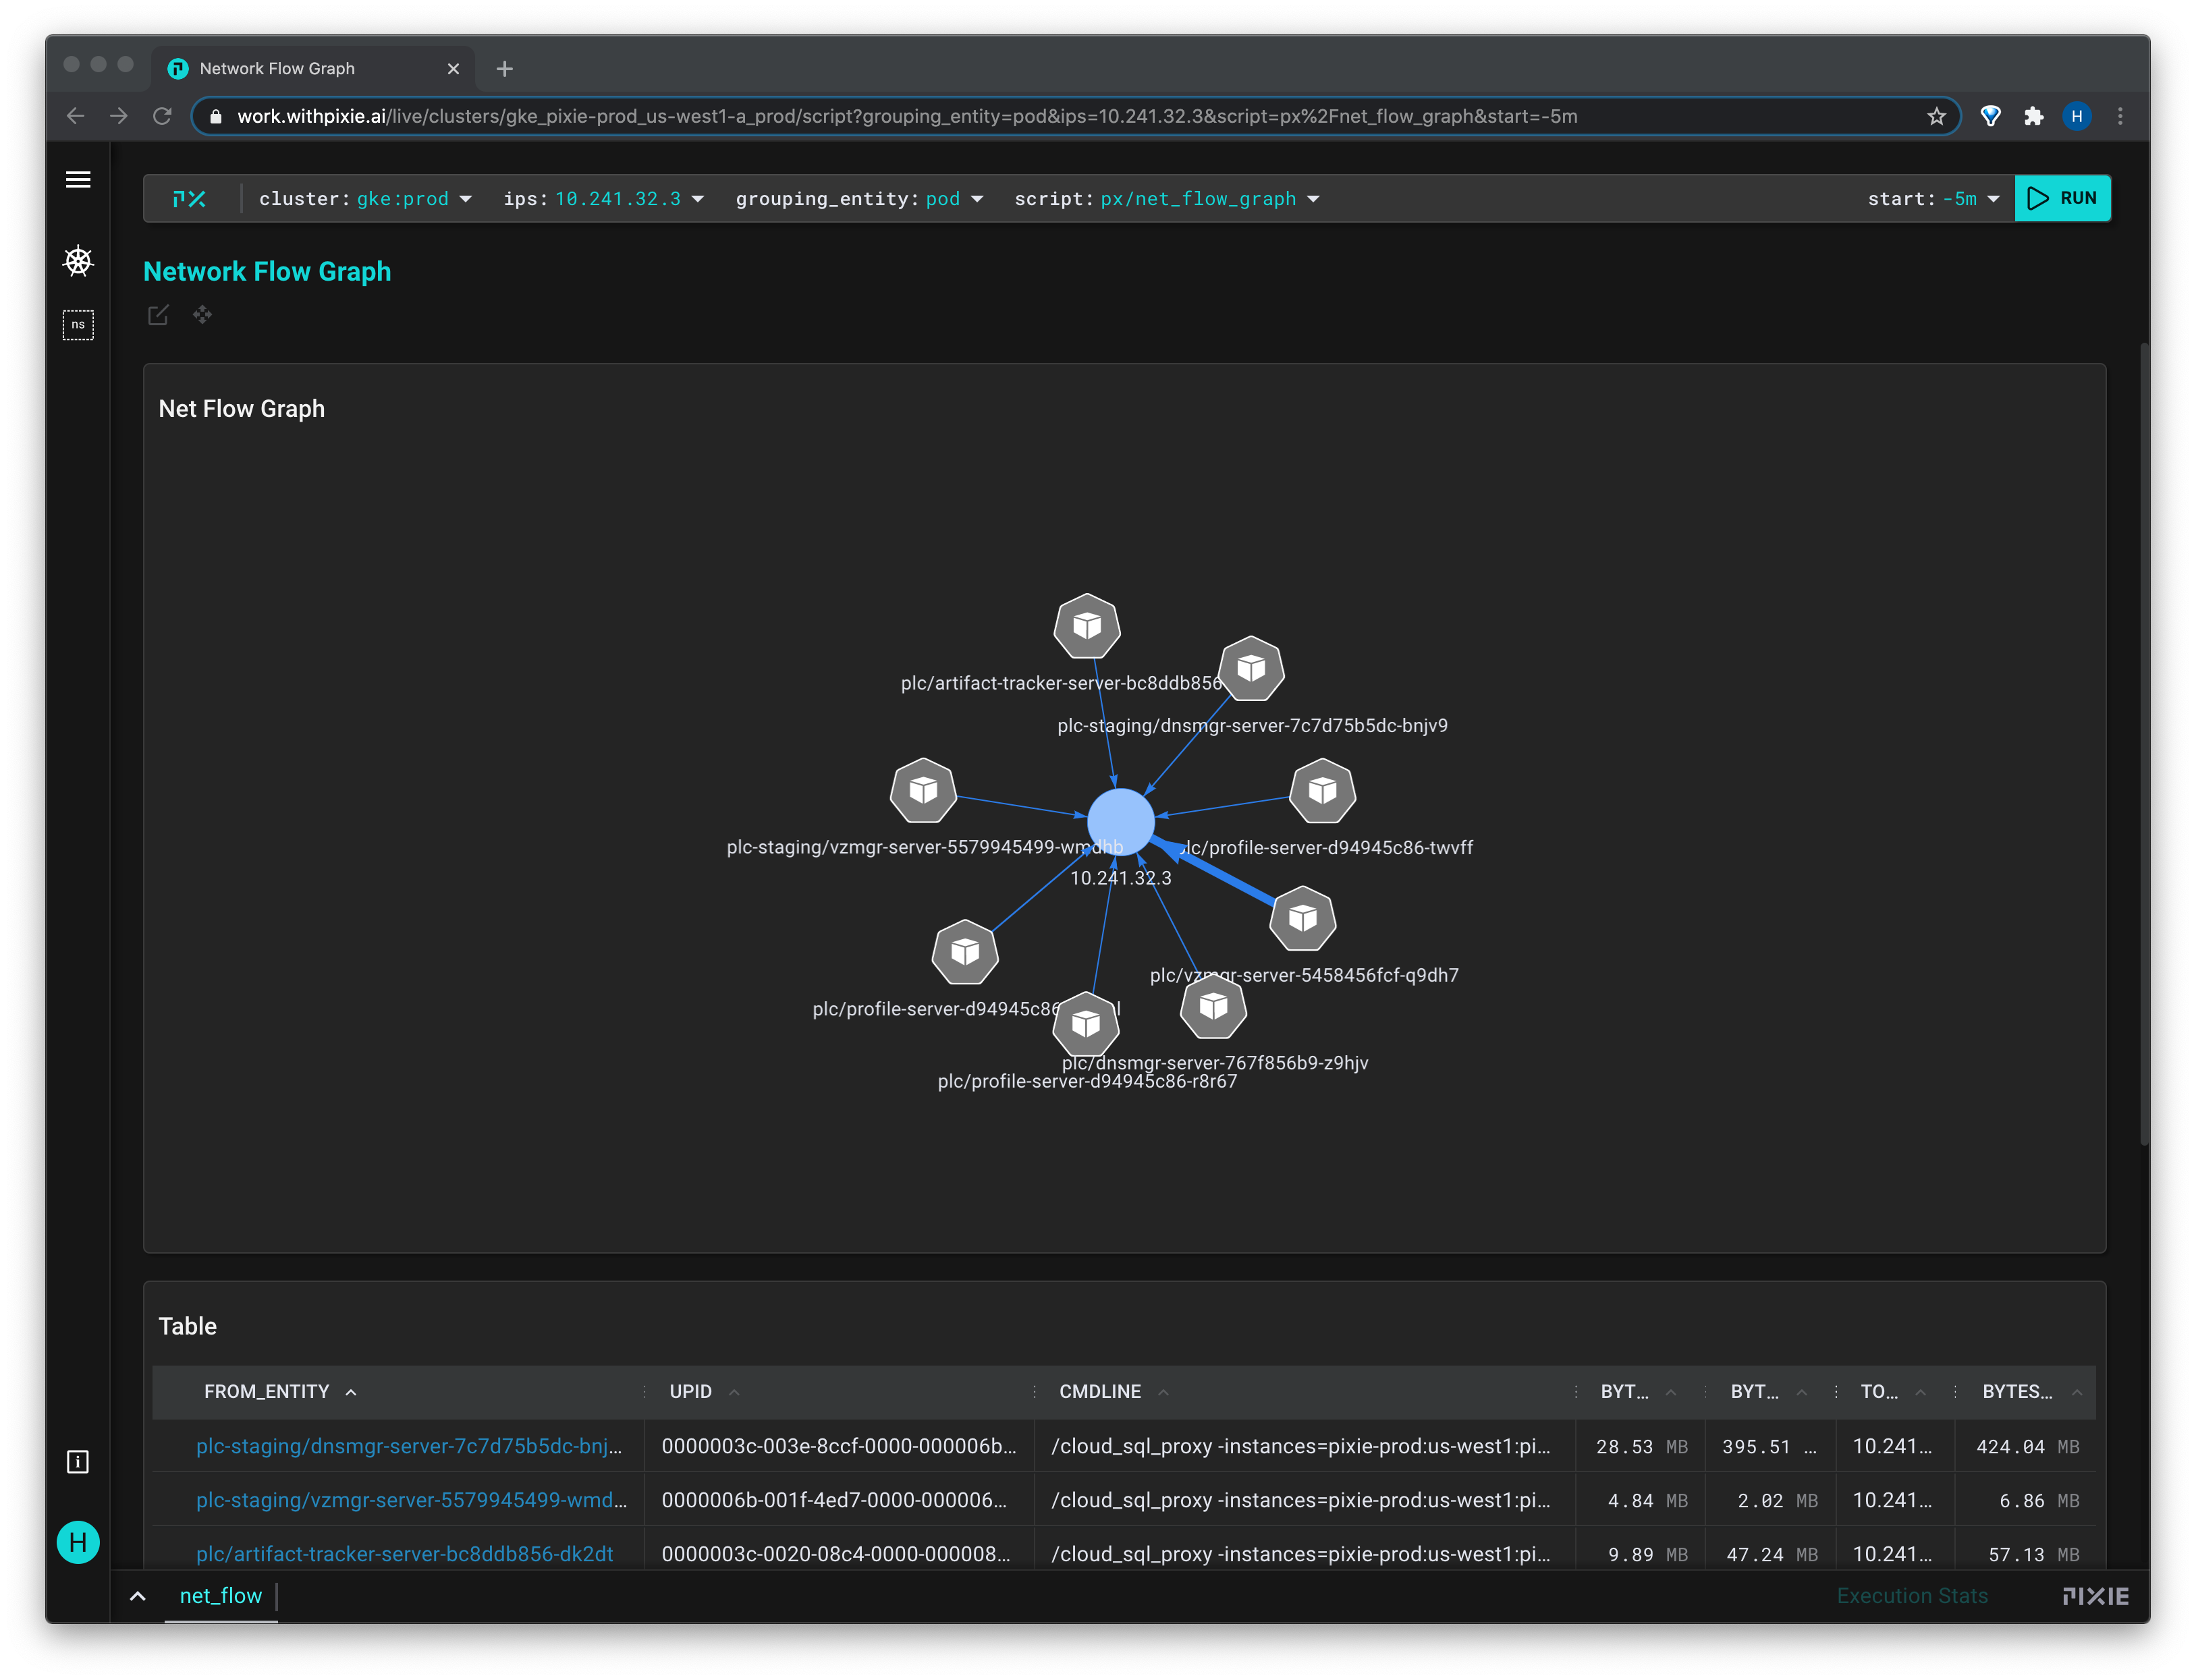 Network Flow Graph
work.withpixie.ai/live/clusters/gke_pixie-prod_us-west1-a_prod/script?grouping_entity=pod&ips=10.241.32.3&script=px%2Fnet_flow_graph&start=-5m
H
cluster: gke:prod ips: 10.241.32.3 grouping_entity: pod script: px/net_flow_graph start: -5m RUN
Network Flow Graph
ns
Net Flow Graph
plc/artifact-tracker-server-bc8ddb856
plc-staging/dnsmgr-server-7c7d75b5dc-bnjv9
plc-staging/vzmgr-server-5579945499-wmdhb
plc/profile-server-d94945c86-twvff
10.241.32.3
plc/vzmgr-server-5458456fcf-q9dh7
plc/profile-server-d94945c86
plc/dnsmgr-server-767f856b9-z9hjv
plc/profile-server-d94945c86-r8r67
Table
FROM_ENTITY UPID CMDLINE BYT... BYT... TO... BYTES...
plc-staging/dnsmgr-server-7c7d75b5dc-bnj... 0000003c-003e-8ccf-0000-000006b... /cloud_sql_proxy -instances=pixie-prod:us-west1:pi... 28.53 MB 395.51 ... 10.241... 424.04 MB
plc-staging/vzmgr-server-5579945499-wmd... 0000006b-001f-4ed7-0000-000006... /cloud_sql_proxy -instances=pixie-prod:us-west1:pi... 4.84 MB 2.02 MB 10.241... 6.86 MB
plc/artifact-tracker-server-bc8ddb856-dk2dt 0000003c-0020-08c4-0000-000008... /cloud_sql_proxy -instances=pixie-prod:us-west1:pi... 9.89 MB 47.24 MB 10.241... 57.13 MB
H
net_flow Execution Stats PIXIE